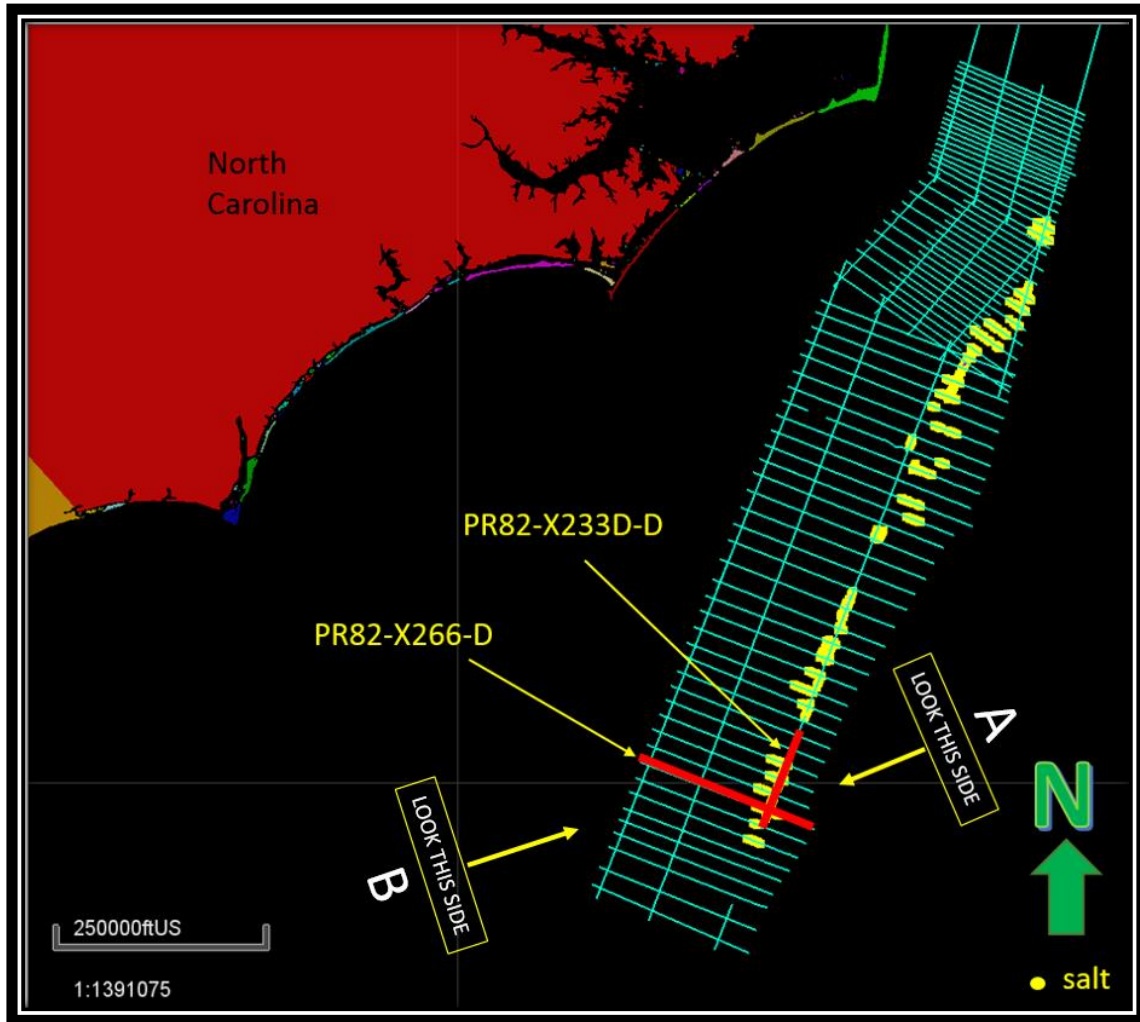 North
Carolina
PR82-X233D-D
PR82-X266-D
A
LOOK THIS SIDE
B
LOOK THIS SIDE
N
250000ftUS
1:1391075
salt